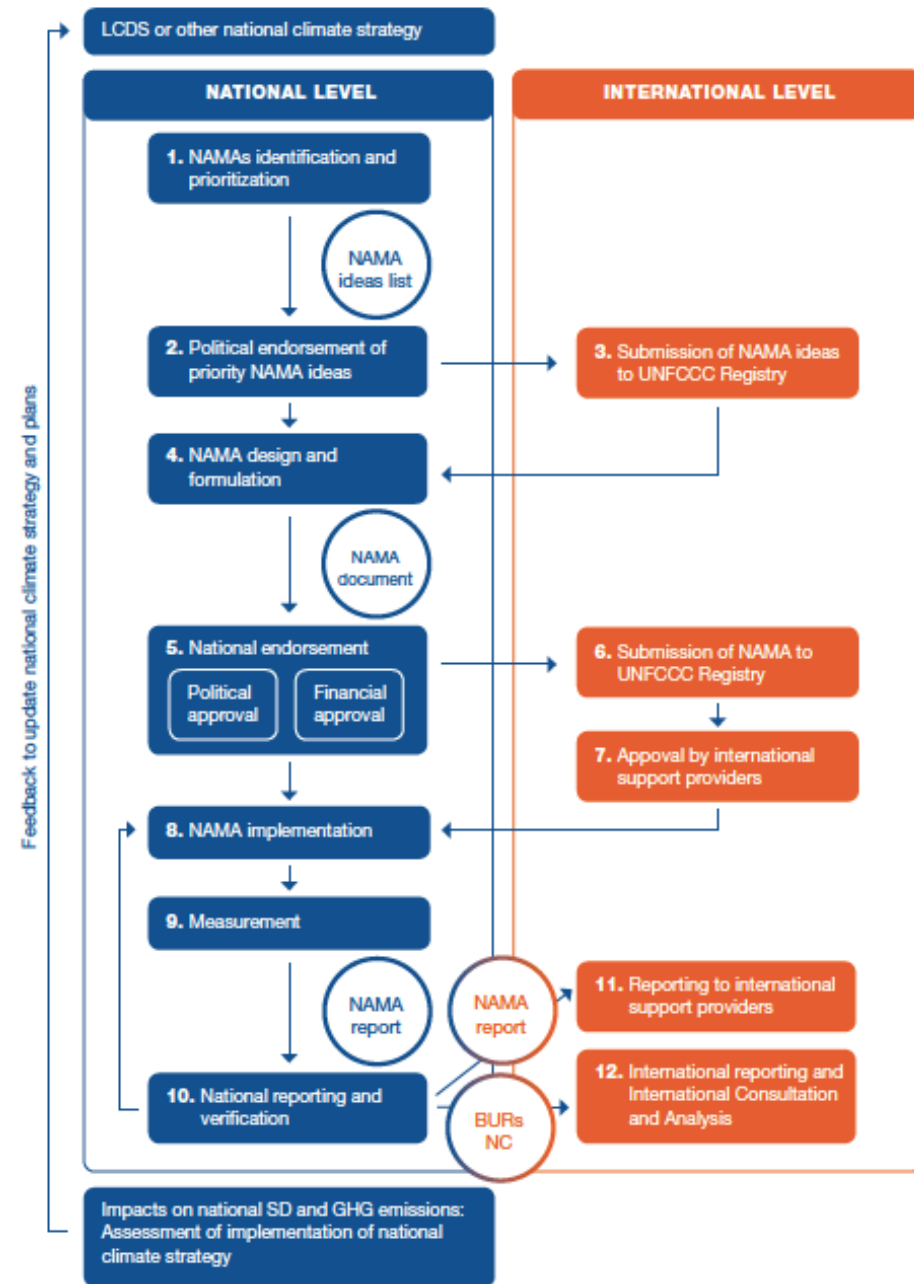 LCDS or other national climate strategy
NATIONAL LEVEL
INTERNATIONAL LEVEL
1. NAMAs identification and
prioritization
NAMA
ideas list
2. Political endorsement of
priority NAMA ideas
3. Submission of NAMA ideas
to UNFCCC Registry
4. NAMA design and
formulation
NAMA
document
5. National endorsement
Political
approval
Financial
approval
6. Submission of NAMA to
UNFCCC Registry
7. Appoval by international
support providers
8. NAMA implementation
9. Measurement
NAMA
report
NAMA
report
10. National reporting and
verification
11. Reporting to international
support providers
BURs
NC
12. International reporting and
International Consultation
and Analysis
Impacts on national SD and GHG emissions:
Assessment of implementation of national
climate strategy
Feedback to update national climate strategy and plans